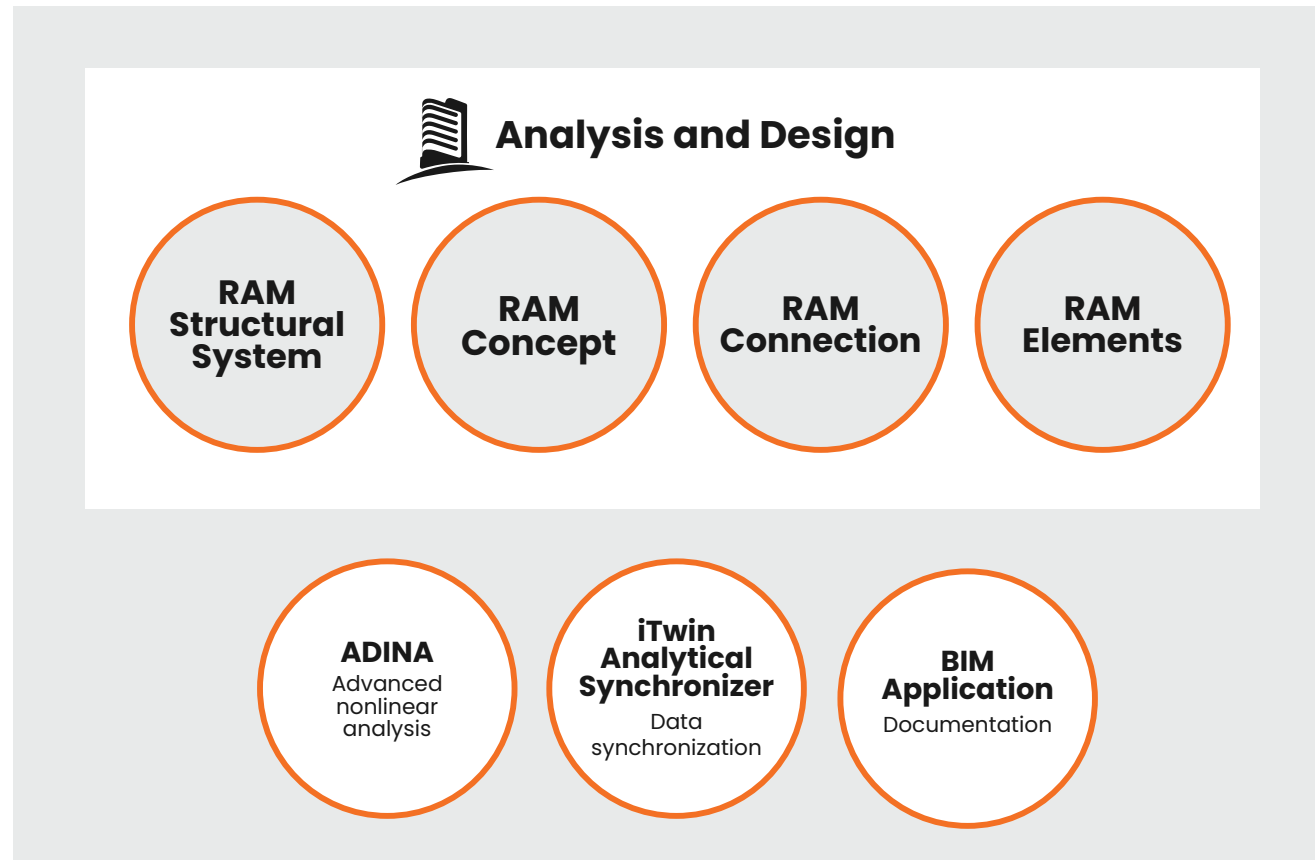 Analysis and Design
RAM
Structural
System
RAM
Concept
RAM
Connection
RAM
Elements
ADINA
Advanced
nonlinear
analysis
iTwin
Analytical
Synchronizer
Data
synchronization
BIM
Application
Documentation